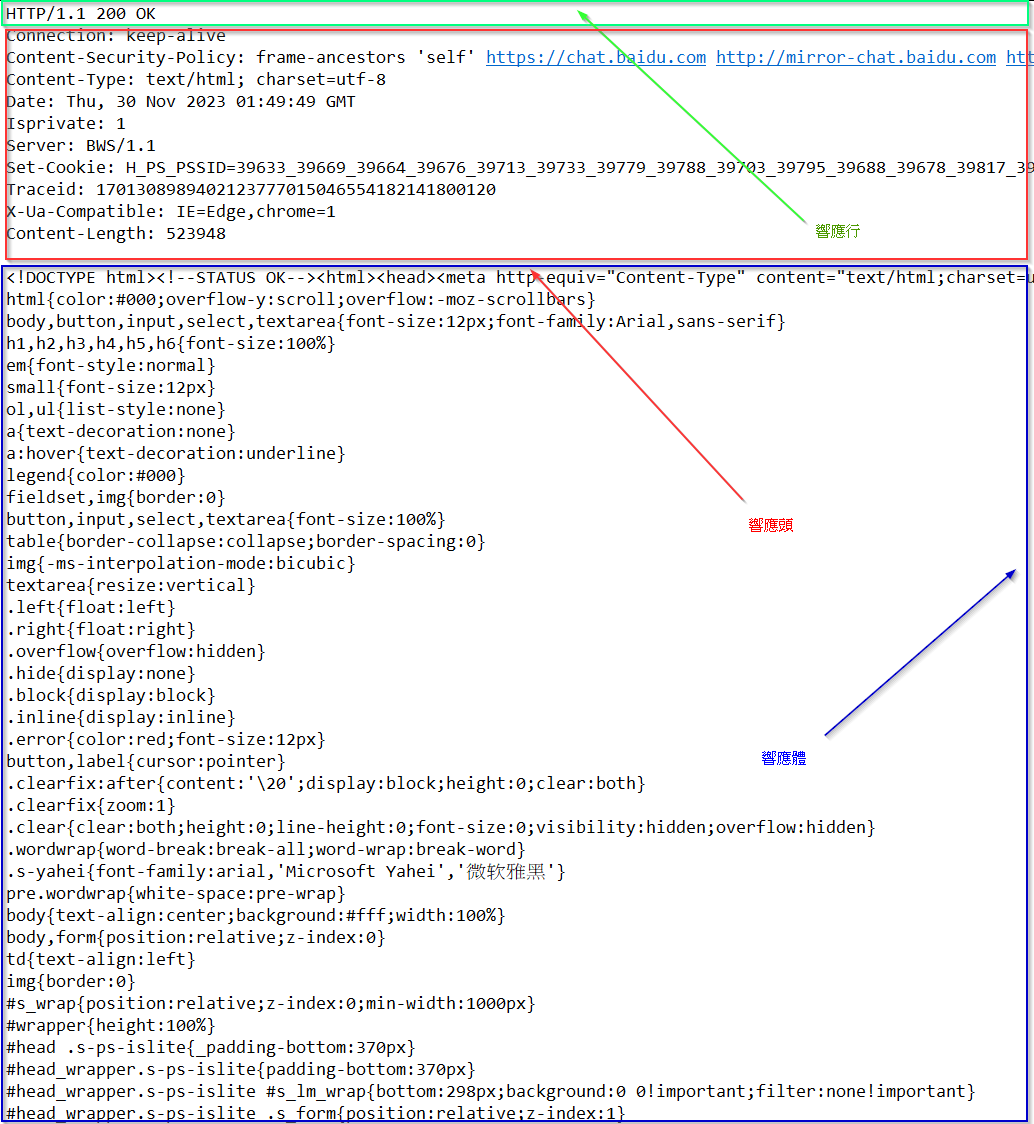 HTTP/1.1 200 OK
Connection: keep-alive
Content-Security-Policy: frame-ancestors 'self' https://chat.baidu.com http://mirror-chat.baidu.com htt
Content-Type: text/html; charset=utf-8
Date: Thu, 30 Nov 2023 01:49:49 GMT
Isprivate: 1
Server: BWS/1.1
Set-Cookie: H_PS_PSSID=39633_39669_39664_39676_39713_39733_39779_39788_39703_39795_39688_39678_39817_39
Traceid: 1701308989402123777015046554182141800120
X-Ua-Compatible: IE=Edge,chrome=1
響應行
Content-Length: 523948
<!DOCTYPE html><!--STATUS OK--><html><head><meta http-equiv="Content-Type" content="text/html;charset=u
html{color:#000;overflow-y:scroll;overflow:-moz-scrollbars}
body,button,input,select,textarea{font-size:12px;font-family:Arial,sans-serif}
h1,h2,h3,h4,h5,h6{font-size:100%}
em{font-style:normal}
small{font-size:12px}
ol,ul{list-style:none}
a{text-decoration:none}
a:hover{text-decoration:underline}
legend{color:#000}
fieldset,img{border:0}
button,input,select,textarea{font-size:100%}
響應頭
table{border-collapse:collapse;border-spacing:0}
img{-ms-interpolation-mode:bicubic}
textarea{resize:vertical}
.left{float:left}
.right{float:right}
.overflow{overflow:hidden}
.hide{display:none}
.block{display:block}
.inline{display:inline}
.error{color:red;font-size:12px}
響應體
button,label{cursor:pointer}
.clearfix:after{content:'\20';display:block;height:0;clear:both}
.clearfix{zoom:1}
.clear{clear:both;height:0;line-height:0;font-size:0;visibility:hidden;overflow:hidden}
.wordwrap{word-break:break-all;word-wrap:break-word}
.s-yahei{font-family:arial,'Microsoft Yahei','微软雅黑'}
pre.wordwrap{white-space:pre-wrap}
body{text-align:center;background:#fff;width:100%}
body,form{position:relative;z-index:0}
td{text-align:left}
img{border:0}
#s_wrap{position:relative;z-index:0;min-width:1000px}
#wrapper{height:100%}
#head .s-ps-islite{_padding-bottom:370px}
#head_wrapper.s-ps-islite{padding-bottom:370px}
#head_wrapper.s-ps-islite #s_lm_wrap{bottom:298px;background:0 0!important;filter:none!important}
#head_wrapper.s-ps-islite .s_form{position:relative;z-index:1}